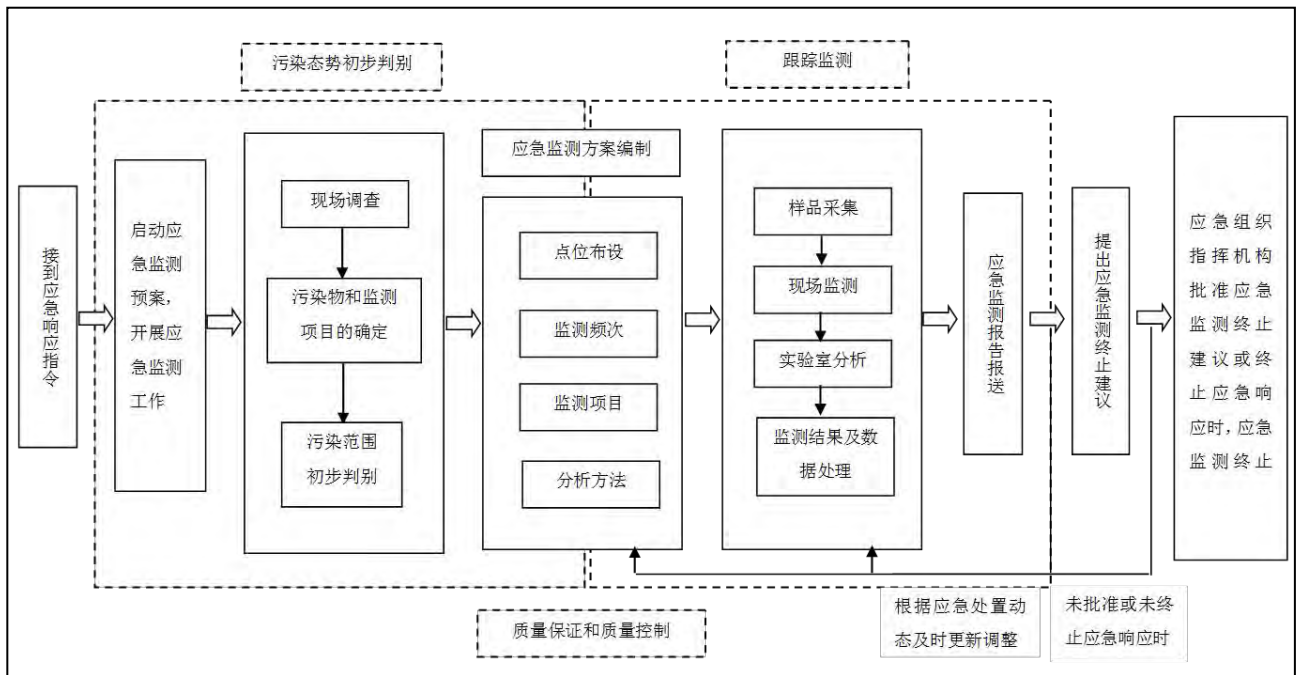 污染态势初步判别
跟踪监测
接到应急响应指令
启动应
急监测
预案，
开展应
急监测
工作
现场调查
污染物和监测
项目的确定
污染范围
初步判别
应急监测方案编制
点位布设
监测频次
监测项目
分析方法
样品采集
现场监测
实验室分析
监测结果及数
据处理
应急监测报告报送
提出应急监测终止建议
应急组织
指挥机构
批准应急
监测终止
建议或终
止应急响
应时，应急
监测终止
质量保证和质量控制
根据应急处置动
态及时更新调整
未批准或未终
止应急响应时